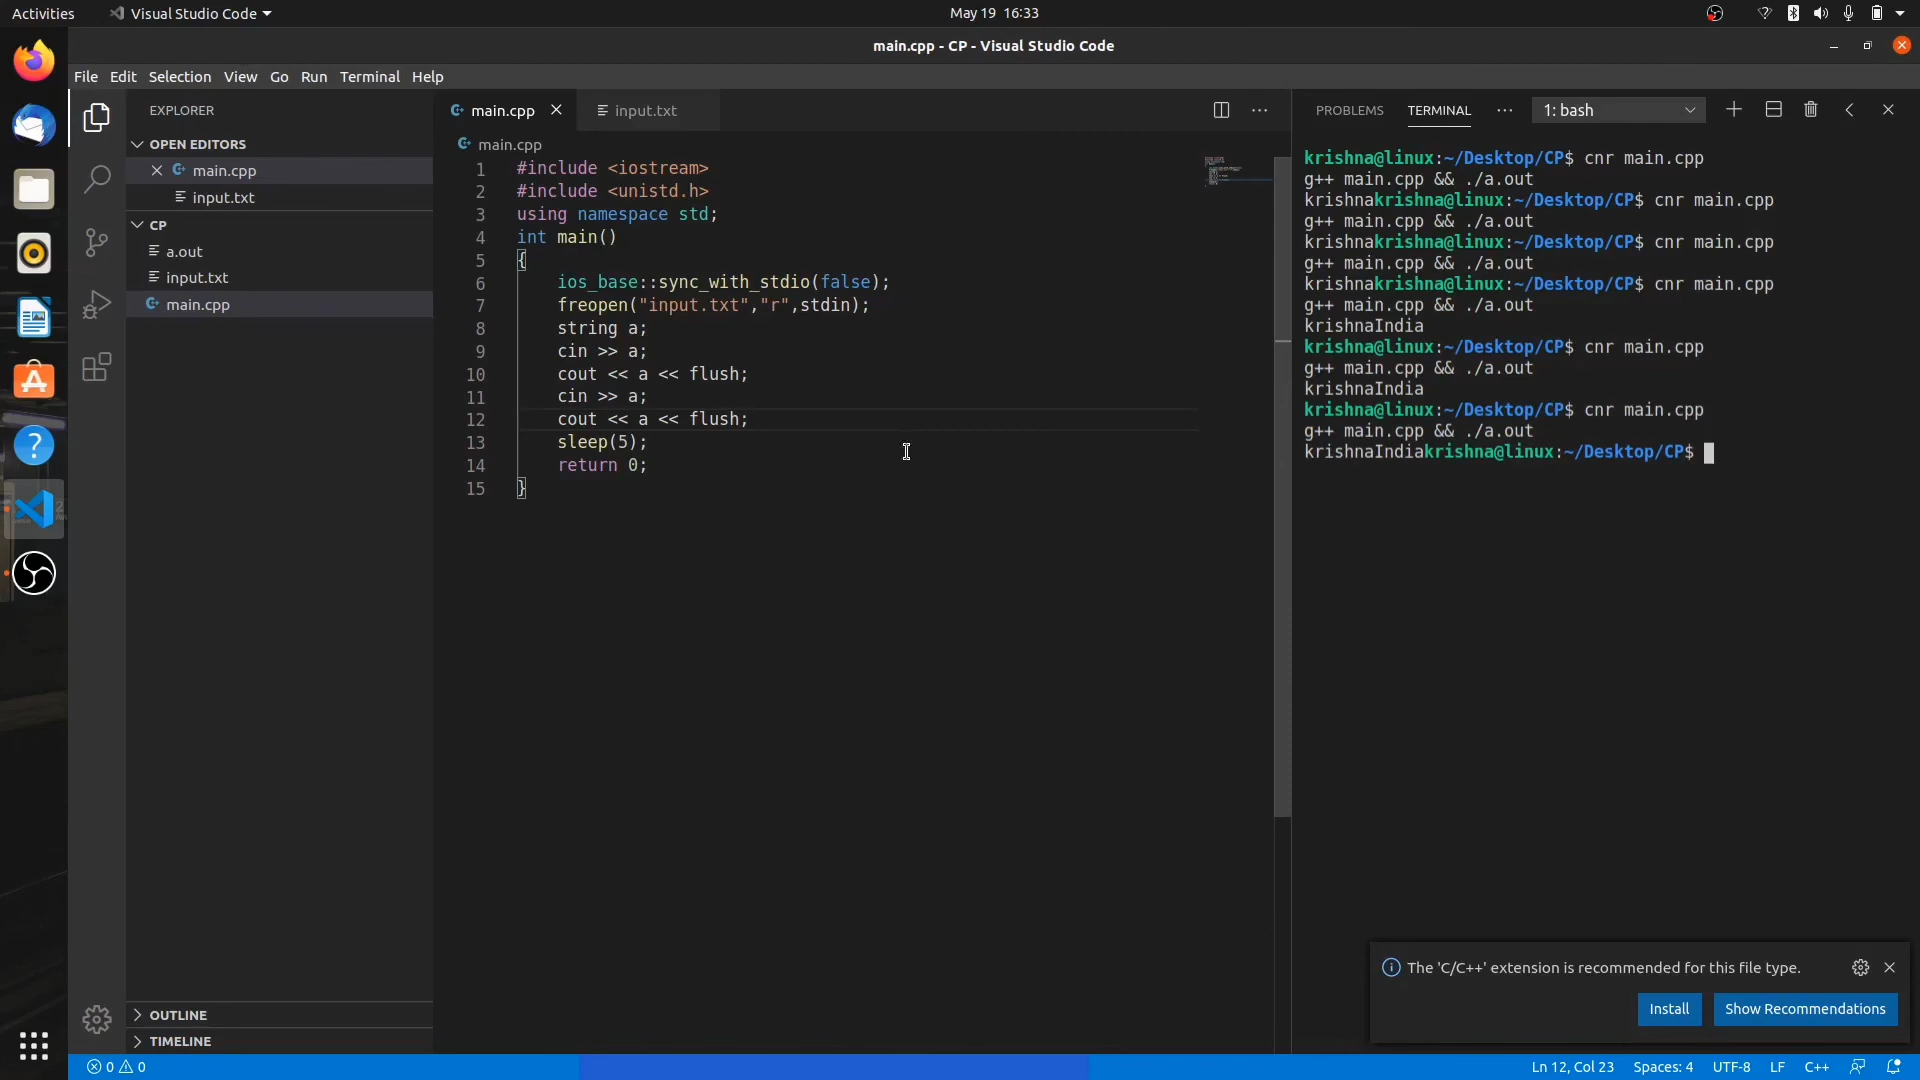 Activities
Visual Studio Code
May 19 16:33
main.cpp - CP - Visual Studio Code
File Edit Selection View Go Run Terminal Help
EXPLORER
OPEN EDITORS
main.cpp
input.txt
CP
a.out
input.txt
main.cpp
OUTLINE
TIMELINE
main.cpp
input.txt
main.cpp
1 #include <iostream>
2 #include <unistd.h>
3 using namespace std;
4 int main()
5 {
6 ios_base::sync_with_stdio(false);
7 freopen("input.txt","r",stdin);
8 string a;
9 cin >> a;
10 cout << a << flush;
11 cin >> a;
12 cout << a << flush;
13 sleep(5);
14 return 0;
15 }
PROBLEMS TERMINAL ··· 1: bash
krishna@linux:~/Desktop/CP$ cnr main.cpp
g++ main.cpp && ./a.out
krishnakrishna@linux:~/Desktop/CP$ cnr main.cpp
g++ main.cpp && ./a.out
krishnakrishna@linux:~/Desktop/CP$ cnr main.cpp
g++ main.cpp && ./a.out
krishnakrishna@linux:~/Desktop/CP$ cnr main.cpp
g++ main.cpp && ./a.out
krishnaIndia
krishna@linux:~/Desktop/CP$ cnr main.cpp
g++ main.cpp && ./a.out
krishnaIndia
krishna@linux:~/Desktop/CP$ cnr main.cpp
g++ main.cpp && ./a.out
krishnaIndiakrishna@linux:~/Desktop/CP$
The 'C/C++' extension is recommended for this file type.
Install
Show Recommendations
0 0
Ln 12, Col 23 Spaces: 4 UTF-8 LF C++